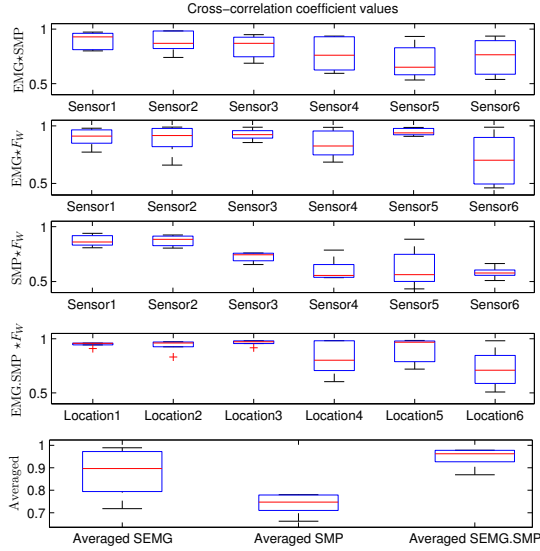 Cross−correlation coefficient values
EMG⋆SMP
1
0.5
Sensor1 Sensor2 Sensor3 Sensor4 Sensor5 Sensor6
EMG⋆F_W
1
0.5
Sensor1 Sensor2 Sensor3 Sensor4 Sensor5 Sensor6
SMP⋆F_W
1
0.5
Sensor1 Sensor2 Sensor3 Sensor4 Sensor5 Sensor6
EMG.SMP ⋆F_W
1
0.5
Location1 Location2 Location3 Location4 Location5 Location6
Averaged
1
0.9
0.8
0.7
Averaged SEMG Averaged SMP Averaged SEMG.SMP